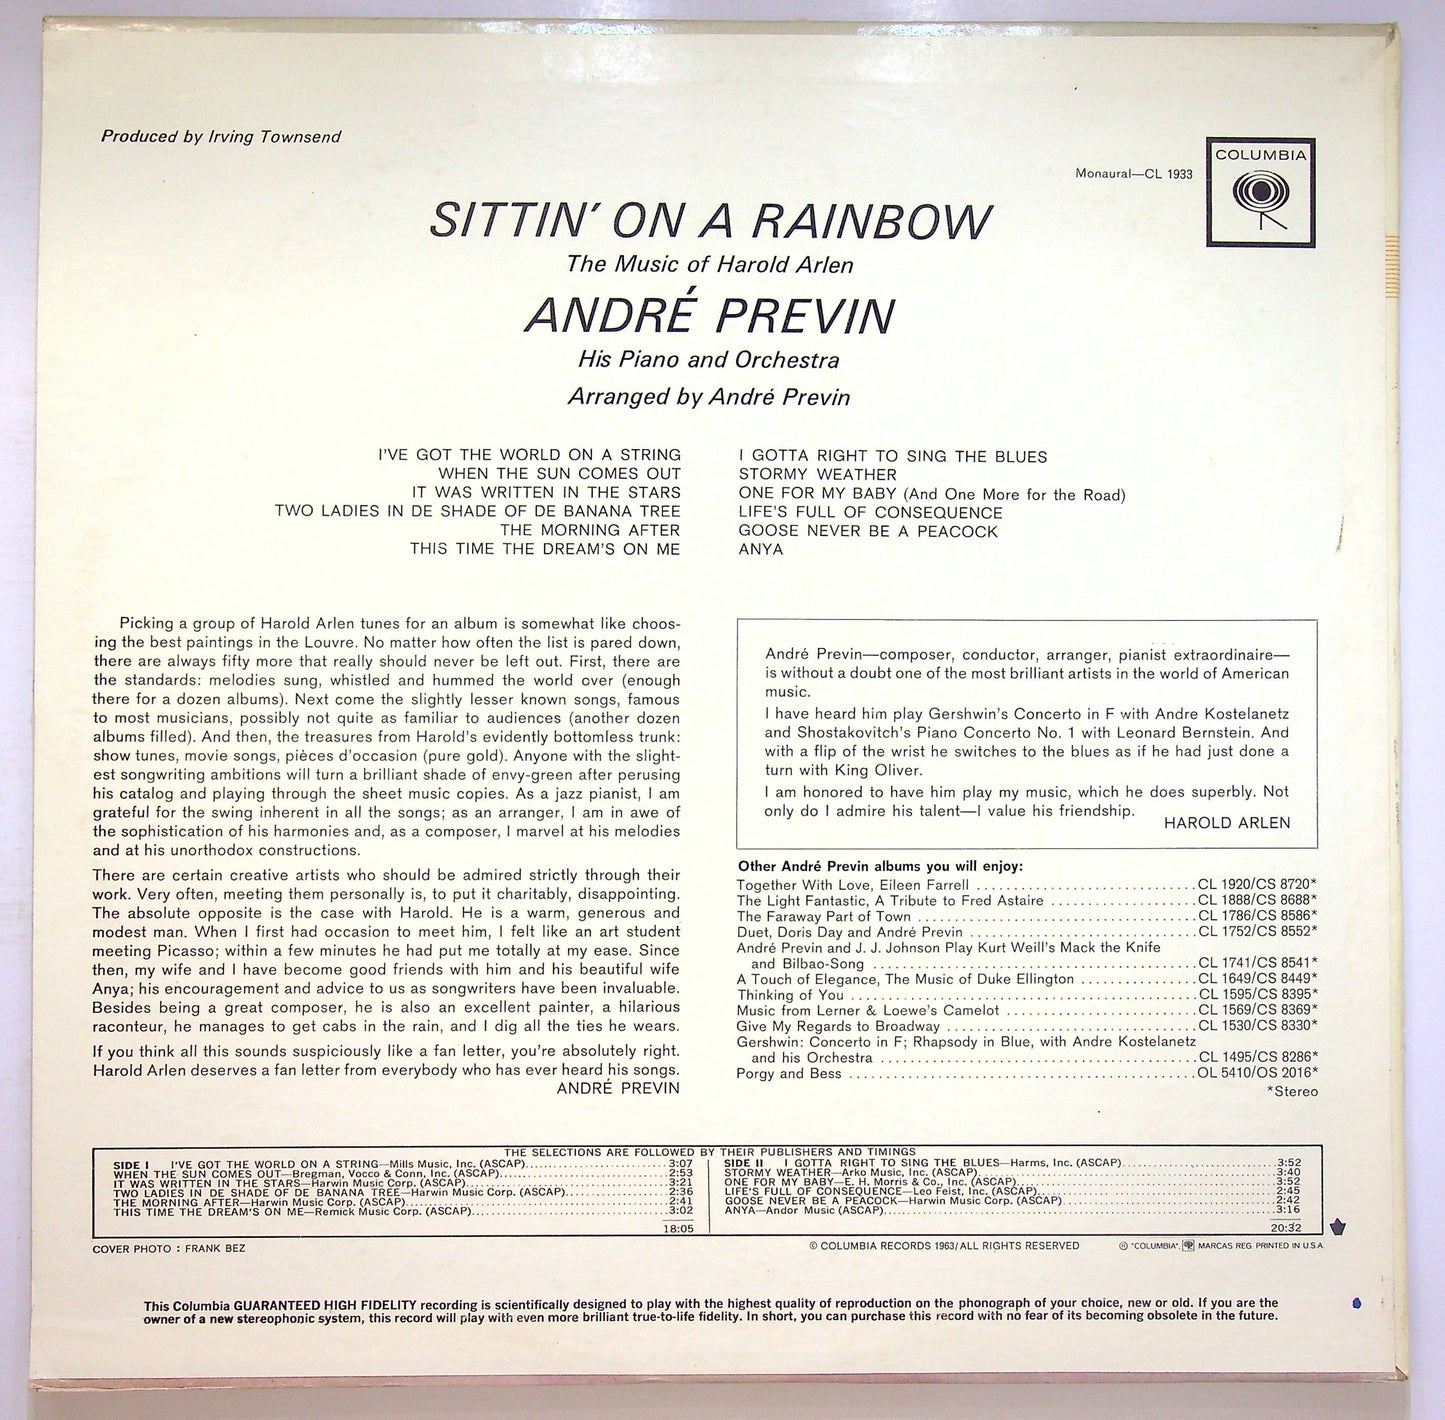 Produced by Irving Townsend
COLUMBIA
Monaural—CL 1933
SITTIN' ON A RAINBOW
The Music of Harold Arlen
ANDRÉ PREVIN
His Piano and Orchestra
Arranged by André Previn
I'VE GOT THE WORLD ON A STRING
WHEN THE SUN COMES OUT
IT WAS WRITTEN IN THE STARS
TWO LADIES IN DE SHADE OF DE BANANA TREE
THE MORNING AFTER
THIS TIME THE DREAM'S ON ME
I GOTTA RIGHT TO SING THE BLUES
STORMY WEATHER
ONE FOR MY BABY (And One More for the Road)
LIFE'S FULL OF CONSEQUENCE
GOOSE NEVER BE A PEACOCK
ANYA
Picking a group of Harold Arlen tunes for an album is somewhat like choos-
ing the best paintings in the Louvre. No matter how often the list is pared down,
there are always fifty more that really should never be left out. First, there are
the standards: melodies sung, whistled and hummed the world over (enough
there for a dozen albums). Next come the slightly lesser known songs, famous
to most musicians, possibly not quite as familiar to audiences (another dozen
albums filled). And then, the treasures from Harold's evidently bottomless trunk:
show tunes, movie songs, pièces d'occasion (pure gold). Anyone with the slight-
est songwriting ambitions will turn a brilliant shade of envy-green after perusing
his catalog and playing through the sheet music copies. As a jazz pianist, I am
grateful for the swing inherent in all the songs; as an arranger, I am in awe of
the sophistication of his harmonies and, as a composer, I marvel at his melodies
and at his unorthodox constructions.
There are certain creative artists who should be admired strictly through their
work. Very often, meeting them personally is, to put it charitably, disappointing.
The absolute opposite is the case with Harold. He is a warm, generous and
modest man. When I first had occasion to meet him, I felt like an art student
meeting Picasso; within a few minutes he had put me totally at my ease. Since
then, my wife and I have become good friends with him and his beautiful wife
Anya; his encouragement and advice to us as songwriters have been invaluable.
Besides being a great composer, he is also an excellent painter, a hilarious
raconteur, he manages to get cabs in the rain, and I dig all the ties he wears.
If you think all this sounds suspiciously like a fan letter, you're absolutely right.
Harold Arlen deserves a fan letter from everybody who has ever heard his songs.
ANDRÉ PREVIN
André Previn—composer, conductor, arranger, pianist extraordinaire—
is without a doubt one of the most brilliant artists in the world of American
music.
I have heard him play Gershwin's Concerto in F with Andre Kostelanetz
and Shostakovitch's Piano Concerto No. 1 with Leonard Bernstein. And
with a flip of the wrist he switches to the blues as if he had just done a
turn with King Oliver.
I am honored to have him play my music, which he does superbly. Not
only do I admire his talent—I value his friendship.
HAROLD ARLEN
Other André Previn albums you will enjoy:
Together With Love, Eileen Farrell ............................CL 1920/CS 8720*
The Light Fantastic, A Tribute to Fred Astaire ...................CL 1888/CS 8688*
The Faraway Part of Town ....................................CL 1786/CS 8586*
Duet, Doris Day and André Previn .............................CL 1752/CS 8552*
André Previn and J. J. Johnson Play Kurt Weill's Mack the Knife
and Bilbao-Song ..........................................CL 1741/CS 8541*
A Touch of Elegance, The Music of Duke Ellington ...............CL 1649/CS 8449*
Thinking of You .............................................CL 1595/CS 8395*
Music from Lerner & Loewe's Camelot .........................CL 1569/CS 8369*
Give My Regards to Broadway ................................CL 1530/CS 8330*
Gershwin: Concerto in F; Rhapsody in Blue, with Andre Kostelanetz
and his Orchestra .........................................CL 1495/CS 8286*
Porgy and Bess .............................................OL 5410/OS 2016*
*Stereo
THE SELECTIONS ARE FOLLOWED BY THEIR PUBLISHERS AND TIMINGS
SIDE I I'VE GOT THE WORLD ON A STRING—Mills Music, Inc. (ASCAP)....................3:07
WHEN THE SUN COMES OUT—Bregman, Vocco & Conn, Inc. (ASCAP)....................2:53
IT WAS WRITTEN IN THE STARS—Harwin Music Corp. (ASCAP)....................3:21
TWO LADIES IN DE SHADE OF DE BANANA TREE—Harwin Music Corp. (ASCAP)....................2:36
THE MORNING AFTER—Harwin Music Corp. (ASCAP)....................2:41
THIS TIME THE DREAM'S ON ME—Remick Music Corp. (ASCAP)....................3:02
18:05
SIDE II I GOTTA RIGHT TO SING THE BLUES—Harms, Inc. (ASCAP)....................3:52
STORMY WEATHER—Arko Music, Inc. (ASCAP)....................3:40
ONE FOR MY BABY—E. H. Morris & Co., Inc. (ASCAP)....................3:52
LIFE'S FULL OF CONSEQUENCE—Leo Feist, Inc. (ASCAP)....................2:45
GOOSE NEVER BE A PEACOCK—Harwin Music Corp. (ASCAP)....................2:42
ANYA—Andor Music (ASCAP)....................3:16
20:32
COVER PHOTO : FRANK BEZ
© COLUMBIA RECORDS 1963/ALL RIGHTS RESERVED
® "COLUMBIA", MARCAS REG. PRINTED IN U.S.A.
This Columbia GUARANTEED HIGH FIDELITY recording is scientifically designed to play with the highest quality of reproduction on the phonograph of your choice, new or old. If you are the
owner of a new stereophonic system, this record will play with even more brilliant true-to-life fidelity. In short, you can purchase this record with no fear of its becoming obsolete in the future.